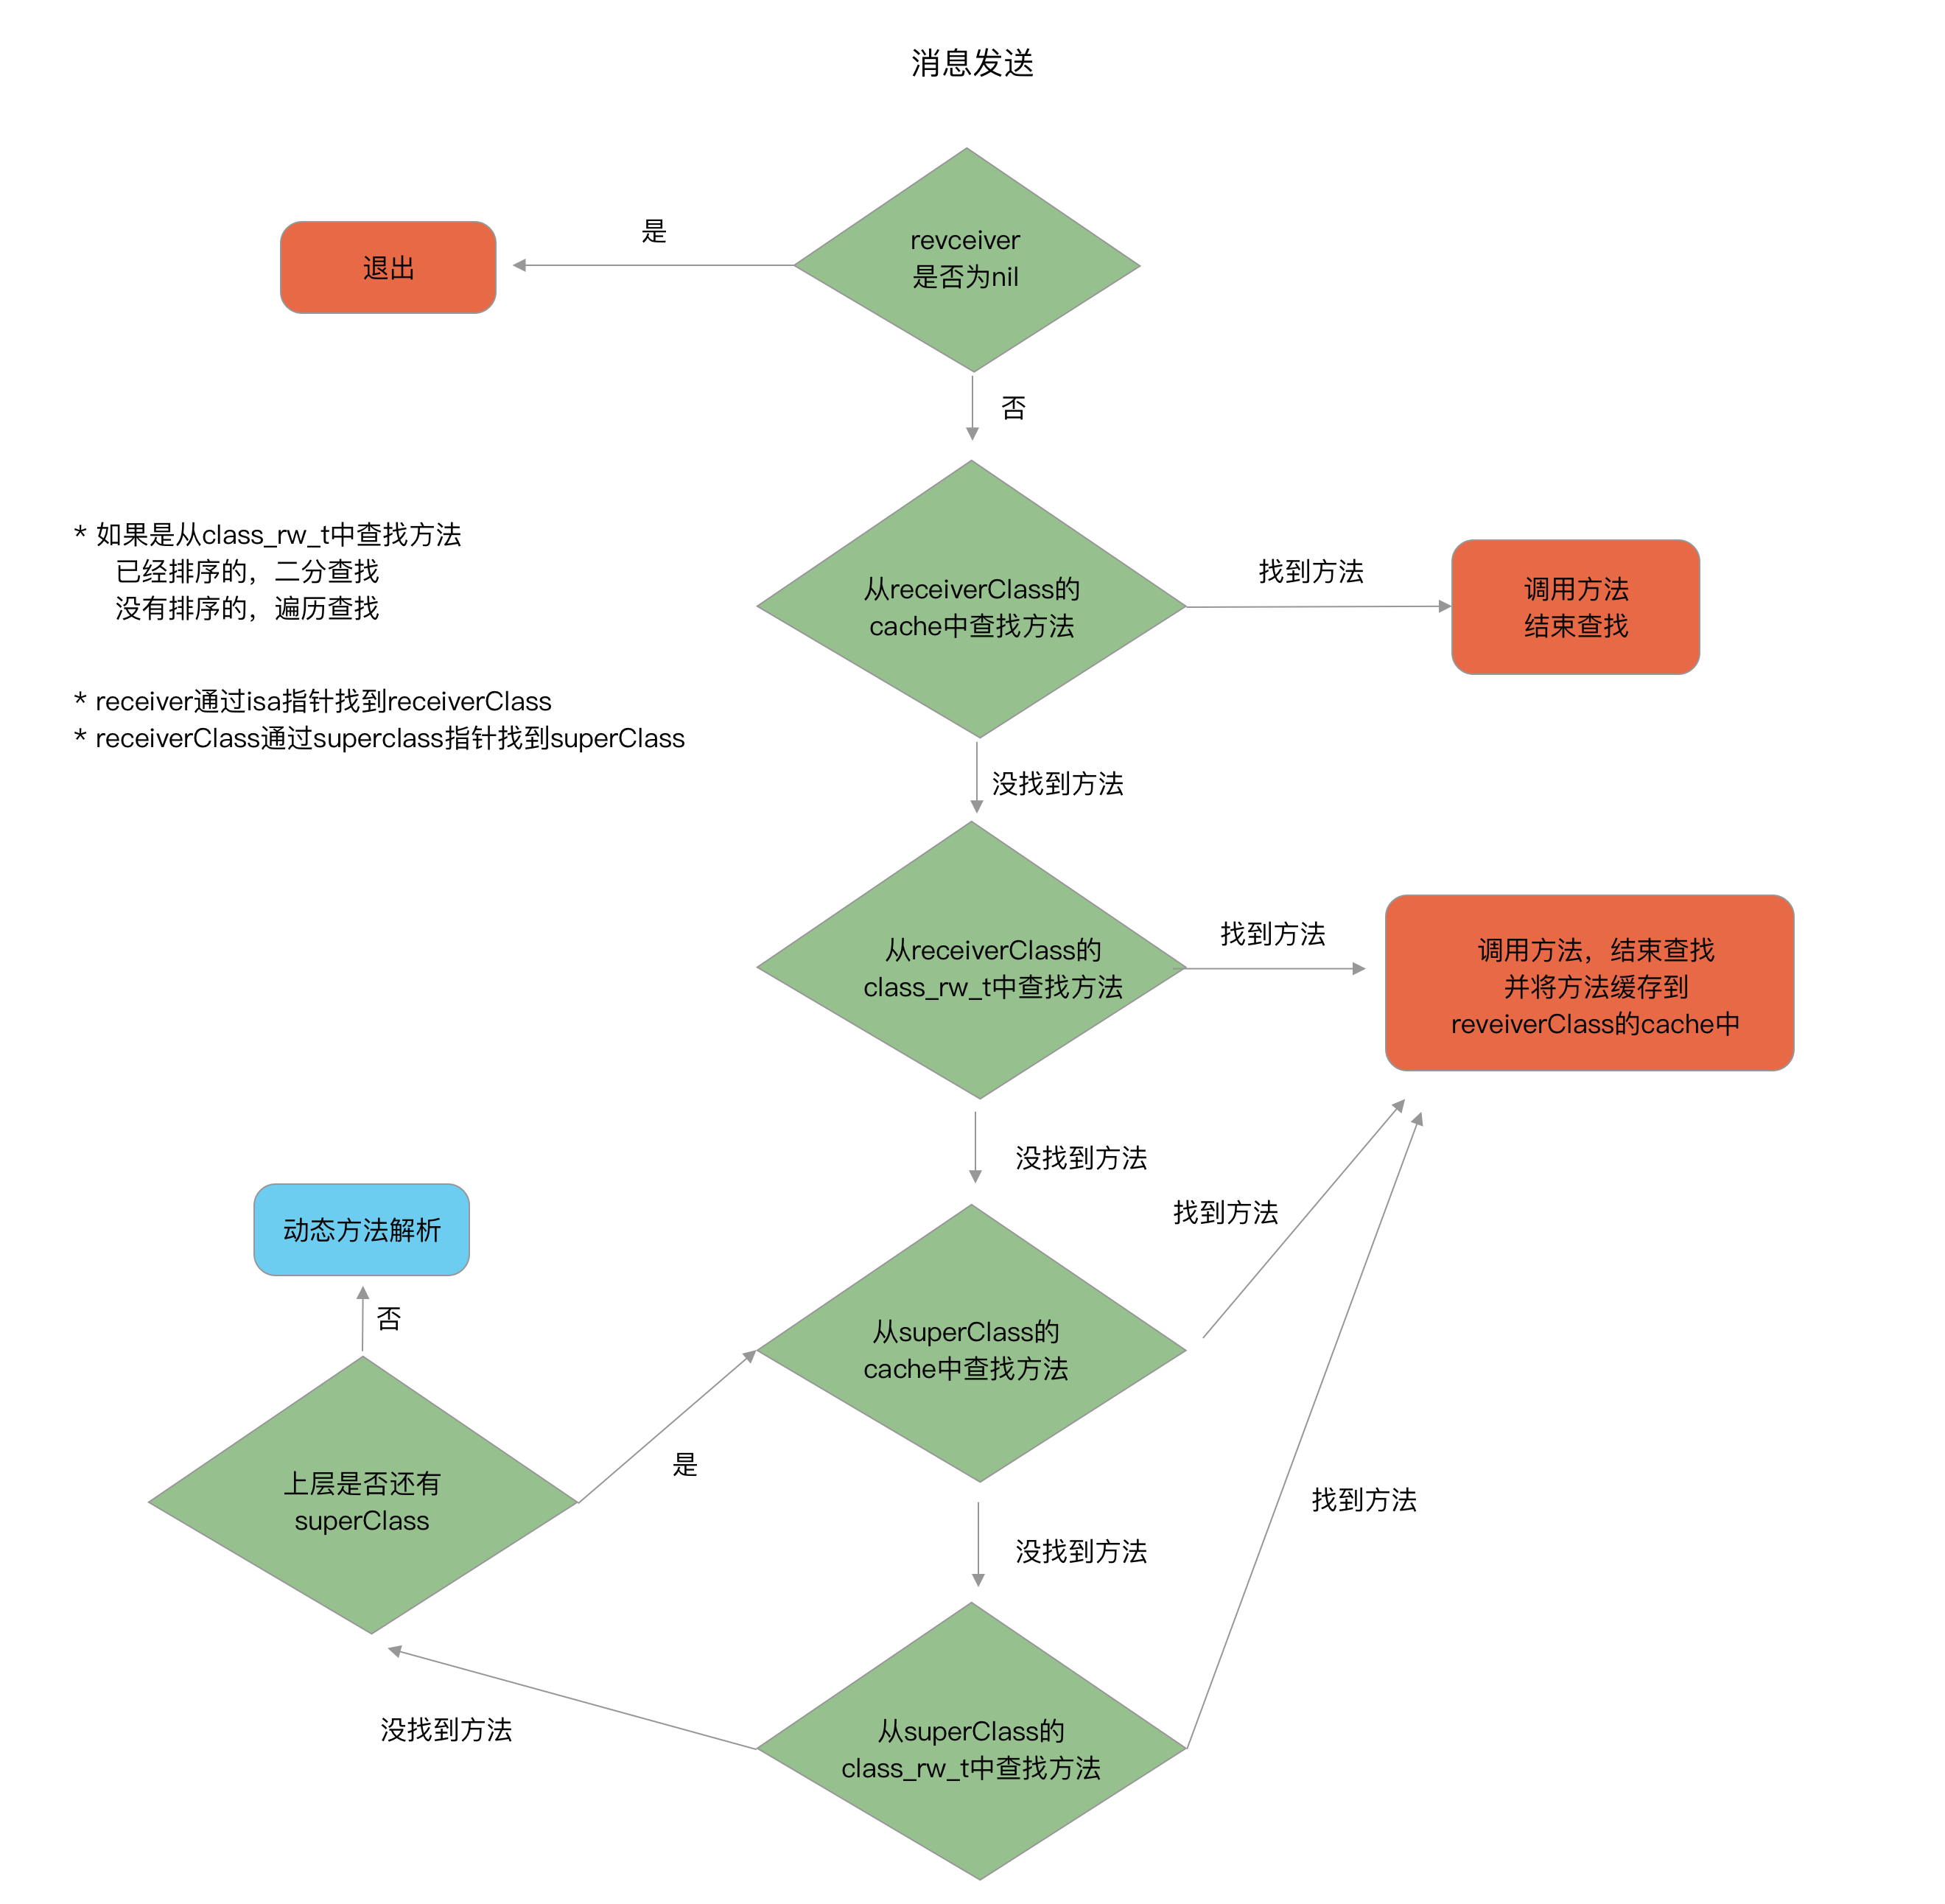 消息发送
revceiver
是否为nil
是
退出
否
* 如果是从class_rw_t中查找方法
已经排序的，二分查找
没有排序的，遍历查找
* receiver通过isa指针找到receiverClass
* receiverClass通过superclass指针找到superClass
从receiverClass的
cache中查找方法
找到方法
调用方法
结束查找
没找到方法
从receiverClass的
class_rw_t中查找方法
找到方法
调用方法，结束查找
并将方法缓存到
reveiverClass的cache中
没找到方法
找到方法
动态方法解析
否
从superClass的
cache中查找方法
是
上层是否还有
superClass
找到方法
没找到方法
没找到方法
从superClass的
class_rw_t中查找方法